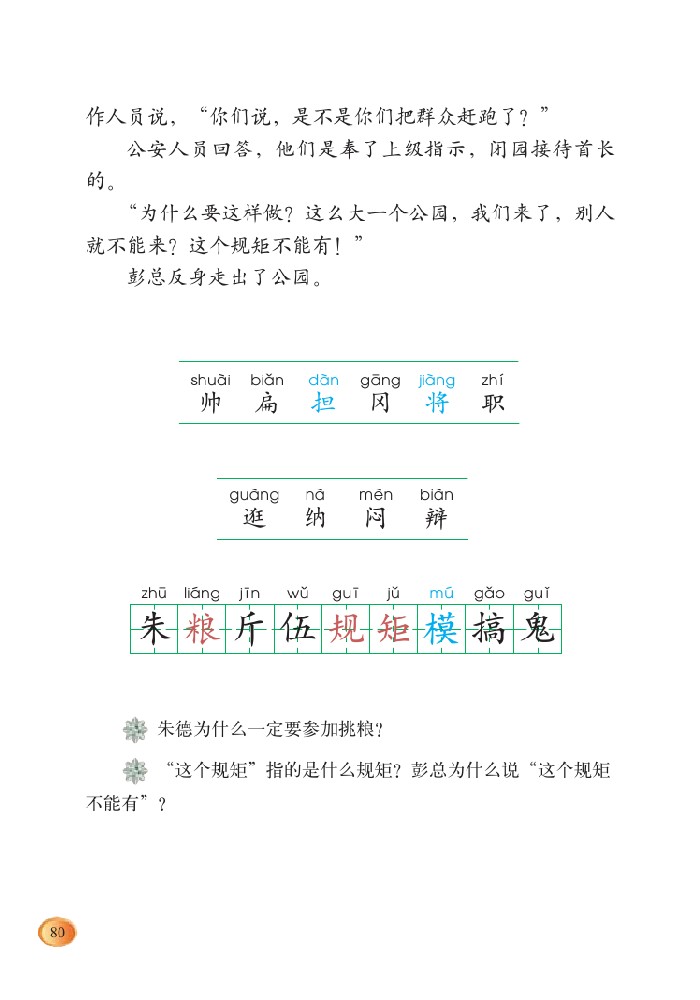 作人员说，“你们说，是不是你们把群众赶跑了？”
公安人员回答，他们是奉了上级指示，闭园接待首长
的。
“为什么要这样做？这么大一个公园，我们来了，别人
就不能来？这个规矩不能有！”
彭总反身走出了公园。
shuài biǎn dàn gāng jiàng zhí
帅 扁 担 冈 将 职
guàng nà mèn biàn
逛 纳 闷 辩
zhū liáng jīn wǔ guī jǔ mú gǎo guǐ
朱 粮 斤 伍 规 矩 模 搞 鬼
朱德为什么一定要参加挑粮？
“这个规矩”指的是什么规矩？彭总为什么说“这个规矩
不能有”？
80